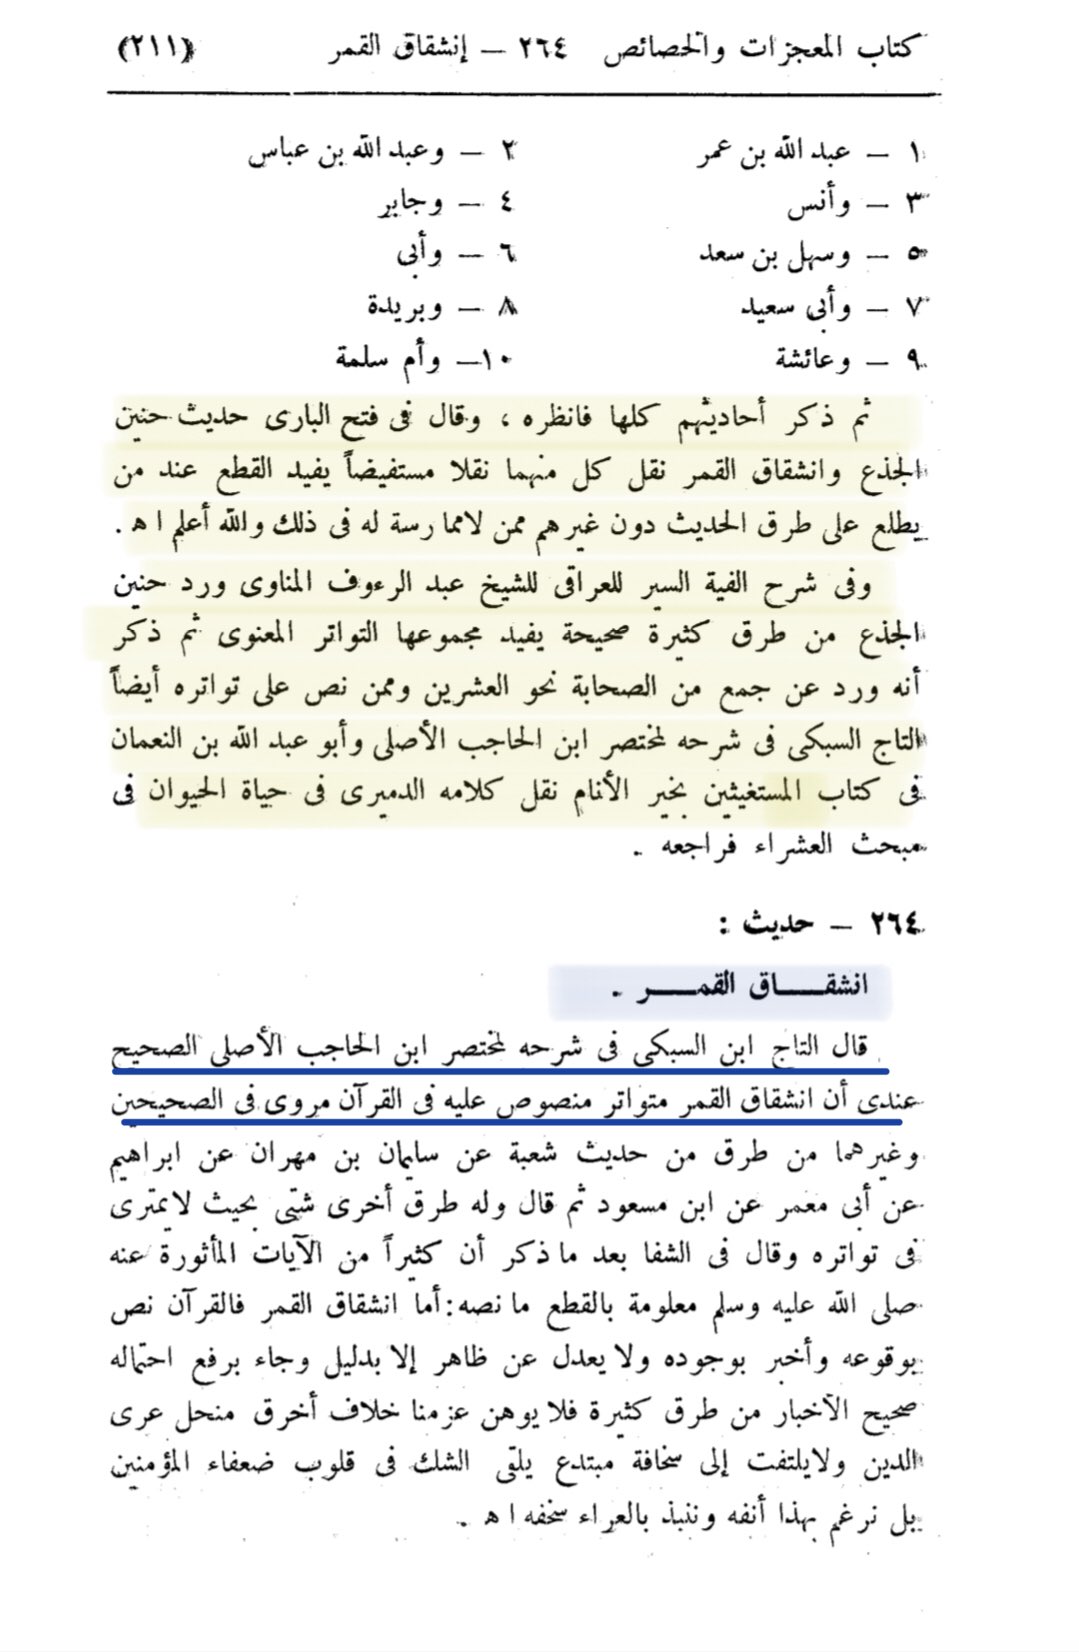 كتاب المعجزات والخصائص ٢٦٤ – إنشقاق القمر (٢١١)
١ – عبد الله بن عمر ٢ – وعبد الله بن عباس
٣ – وأنس ٤ – وجابر
٥ – وسهل بن سعد ٦ – وأبى
٧ – وأبى سعيد ٨ – وبريدة
٩ – وعائشة ١٠ – وأم سلمة
ثم ذكر أحاديثهم كلها فانظره ، وقال فى فتح البارى حديث حنين
الجذع وانشقاق القمر نقل كل منهما نقلا مستفيضاً يفيد القطع عند من
يطلع على طرق الحديث دون غيرهم ممن لاممارسة له فى ذلك والله أعلم اﻫ .
وفى شرح الفية السير للعراقى للشيخ عبد الرءوف المناوى ورد حنين
الجذع من طرق كثيرة صحيحة يفيد مجموعها التواتر المعنوى ثم ذكر
أنه ورد عن جمع من الصحابة نحو العشرين وممن نص على تواتره أيضاً
التاج السبكى فى شرحه لمختصر ابن الحاجب الأصلى وأبو عبد الله بن النعمان
فى كتاب المستغيثين بخير الأنام نقل كلامه الدميرى فى حياة الحيوان فى
مبحث العشراء فراجعه .
٢٦٤ – حديث :
انشقـــاق القمـــر .
قال التاج ابن السبكى فى شرحه لمختصر ابن الحاجب الأصلى الصحيح
عندى أن انشقاق القمر متواتر منصوص عليه فى القرآن مروى فى الصحيحين
وغيرهما من طرق من حديث شعبة عن سليمان بن مهران عن ابراهيم
عن أبى معمر عن ابن مسعود ثم قال وله طرق أخرى شتى بحيث لايمترى
فى تواتره وقال فى الشفا بعد ماذكر أن كثيراً من الآيات المأثورة عنه
صلى الله عليه وسلم معلومة بالقطع مانصه:أما انشقاق القمر فالقرآن نص
بوقوعه وأخبر بوجوده ولايعدل عن ظاهر إلا بدليل وجاء برفع احتماله
صحيح الآخبار من طرق كثيرة فلايوهن عزمنا خلاف أخرق منحل عرى
الدين ولايلتفت إلى سخافة مبتدع يلقى الشك فى قلوب ضعفاء المؤمنين
بل نرغم بهذا أنفه وننبذ بالعراء سخفه اﻫ .